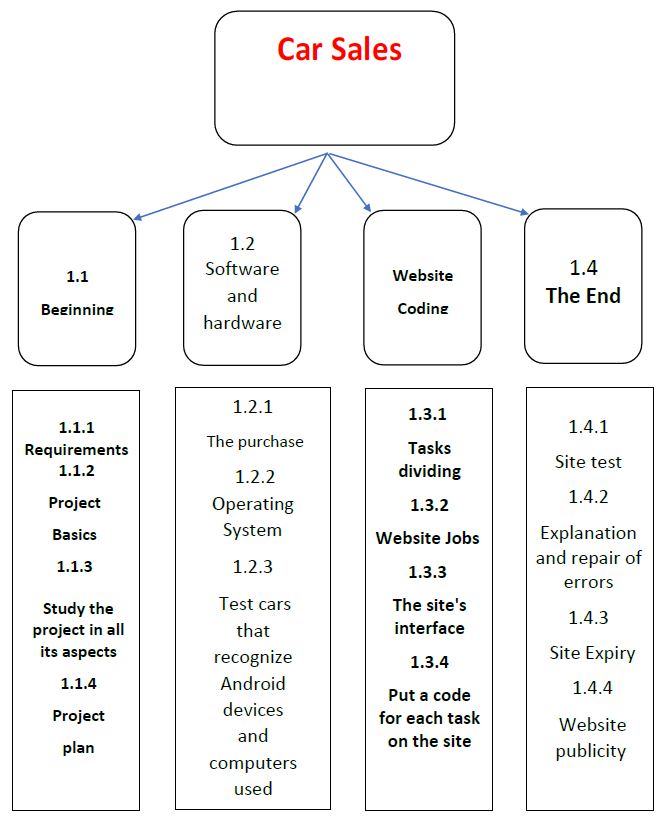 Car Sales
1.1
Beginning
1.2
Software
and
hardware
Website
Coding
1.4
The End
1.1.1
Requirements
1.1.2
Project
Basics
1.1.3
Study the
project in all
its aspects
1.1.4
Project
plan
1.2.1
The purchase
1.2.2
Operating
System
1.2.3
Test cars
that
recognize
Android
devices
and
computers
used
1.3.1
Tasks
dividing
1.3.2
Website Jobs
1.3.3
The site's
interface
1.3.4
Put a code
for each task
on the site
1.4.1
Site test
1.4.2
Explanation
and repair of
errors
1.4.3
Site Expiry
1.4.4
Website
publicity